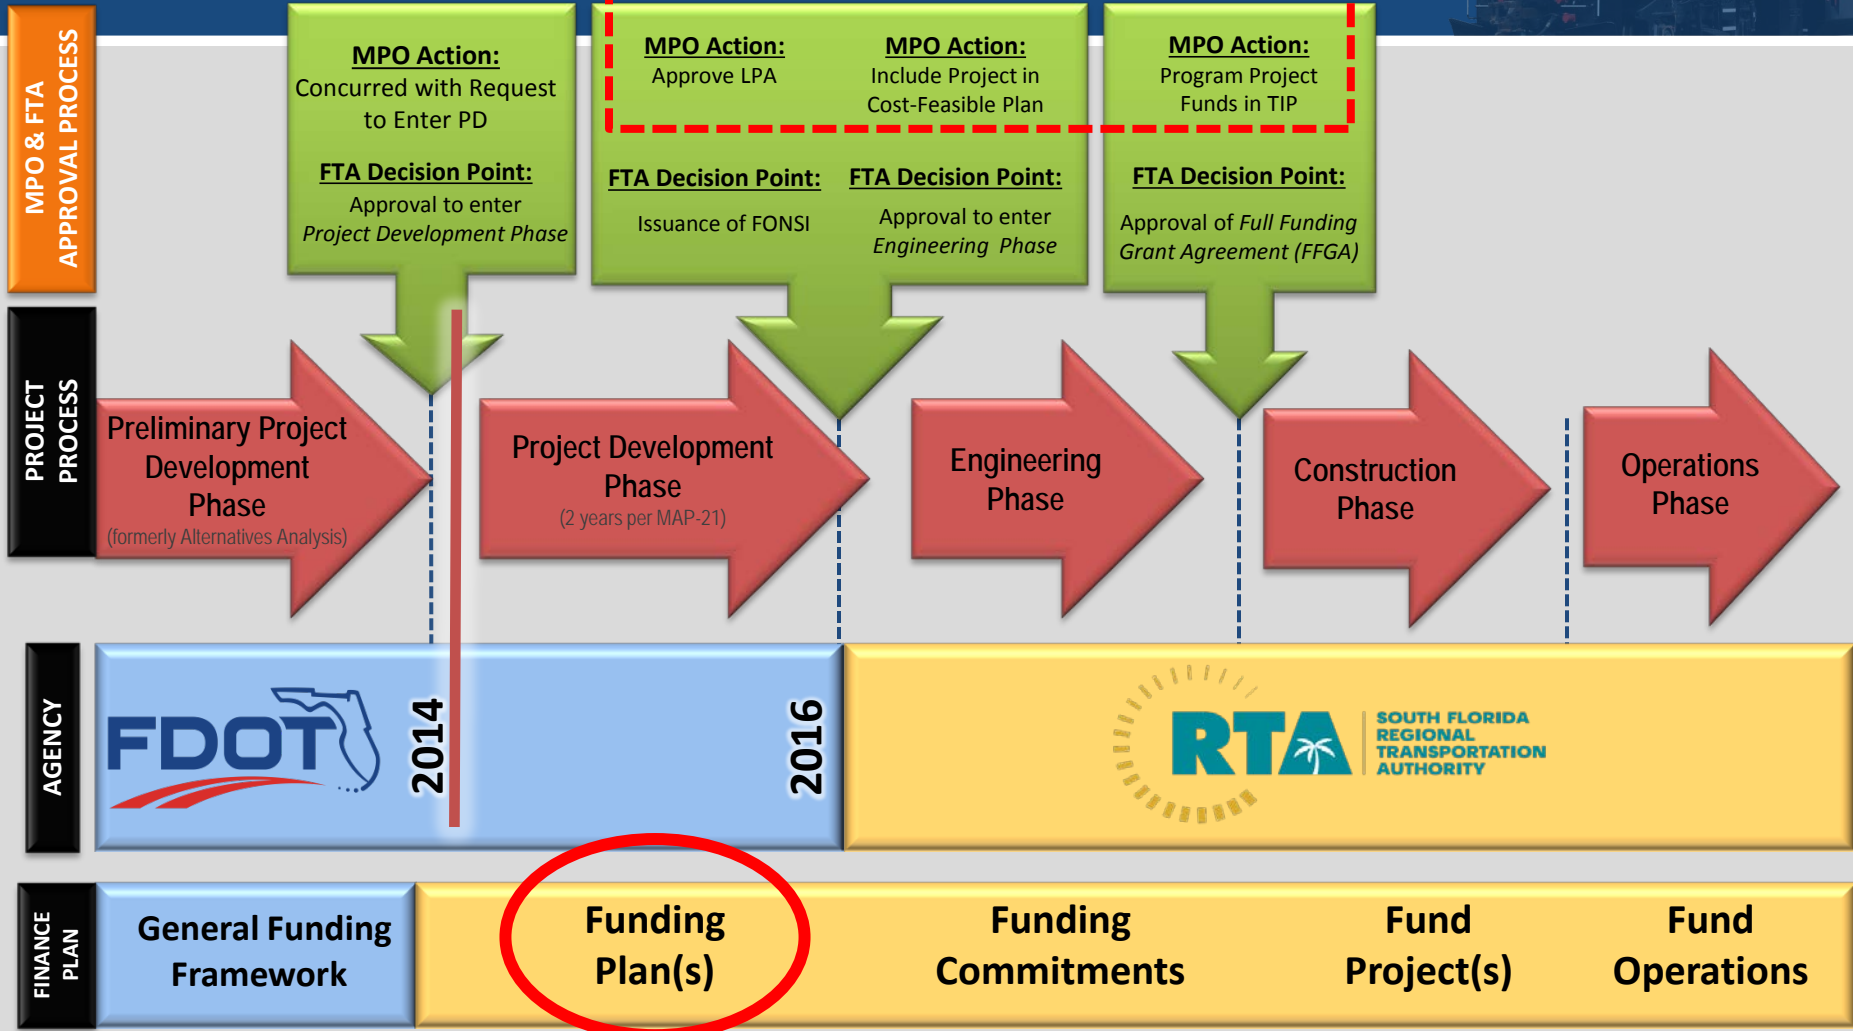 MPO & FTA
APPROVAL PROCESS
MPO Action:
Concurred with Request
to Enter PD
FTA Decision Point:
Approval to enter
Project Development Phase
MPO Action:
Approve LPA
FTA Decision Point:
Issuance of FONSI
MPO Action:
Include Project in
Cost-Feasible Plan
FTA Decision Point:
Approval to enter
Engineering Phase
MPO Action:
Program Project
Funds in TIP
FTA Decision Point:
Approval of Full Funding
Grant Agreement (FFGA)
PROJECT
PROCESS
Preliminary Project
Development
Phase
(formerly Alternatives Analysis)
Project Development
Phase
(2 years per MAP-21)
Engineering
Phase
Construction
Phase
Operations
Phase
AGENCY
FDOT
2014
2016
RTA
SOUTH FLORIDA
REGIONAL
TRANSPORTATION
AUTHORITY
FINANCE
PLAN
General Funding
Framework
Funding
Plan(s)
Funding
Commitments
Fund
Project(s)
Fund
Operations